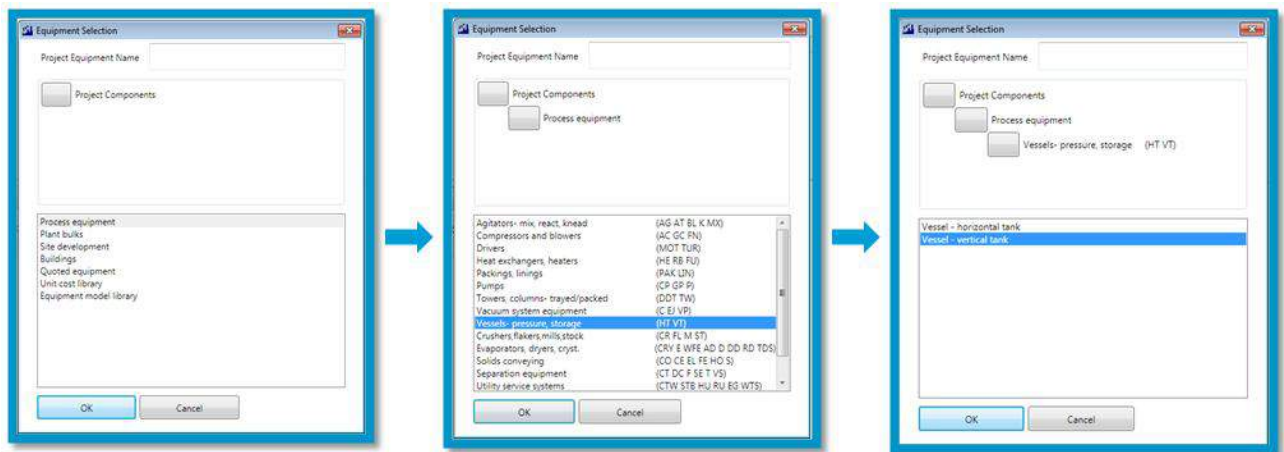 Equipment Selection
Project Equipment Name
Project Components
Process equipment
Plant bulks
Site development
Buildings
Quoted equipment
Unit cost library
Equipment model library
OK Cancel
Equipment Selection
Project Equipment Name
Project Components
Process equipment
Agitators- mix, react, knead (AG AT BL K MX)
Compressors and blowers (AC GC FN)
Drivers (MOT TUR)
Heat exchangers, heaters (HE RB FU)
Packings, linings (PAK LIN)
Pumps (CP GP P)
Towers, columns- trayed/packed (DDT TW)
Vacuum system equipment (C EJ VP)
Vessels- pressure, storage (HT VT)
Crushers,flakers,mills,stock (CR FL M ST)
Evaporators, dryers, cryst. (CRY E WFE AD D DD RD TDS)
Solids conveying (CO CE EL FE HO S)
Separation equipment (CT DC F SE T VS)
Utility service systems (CTW STB HU RU EG WTS)
OK Cancel
Equipment Selection
Project Equipment Name
Project Components
Process equipment
Vessels- pressure, storage (HT VT)
Vessel - horizontal tank
Vessel - vertical tank
OK Cancel